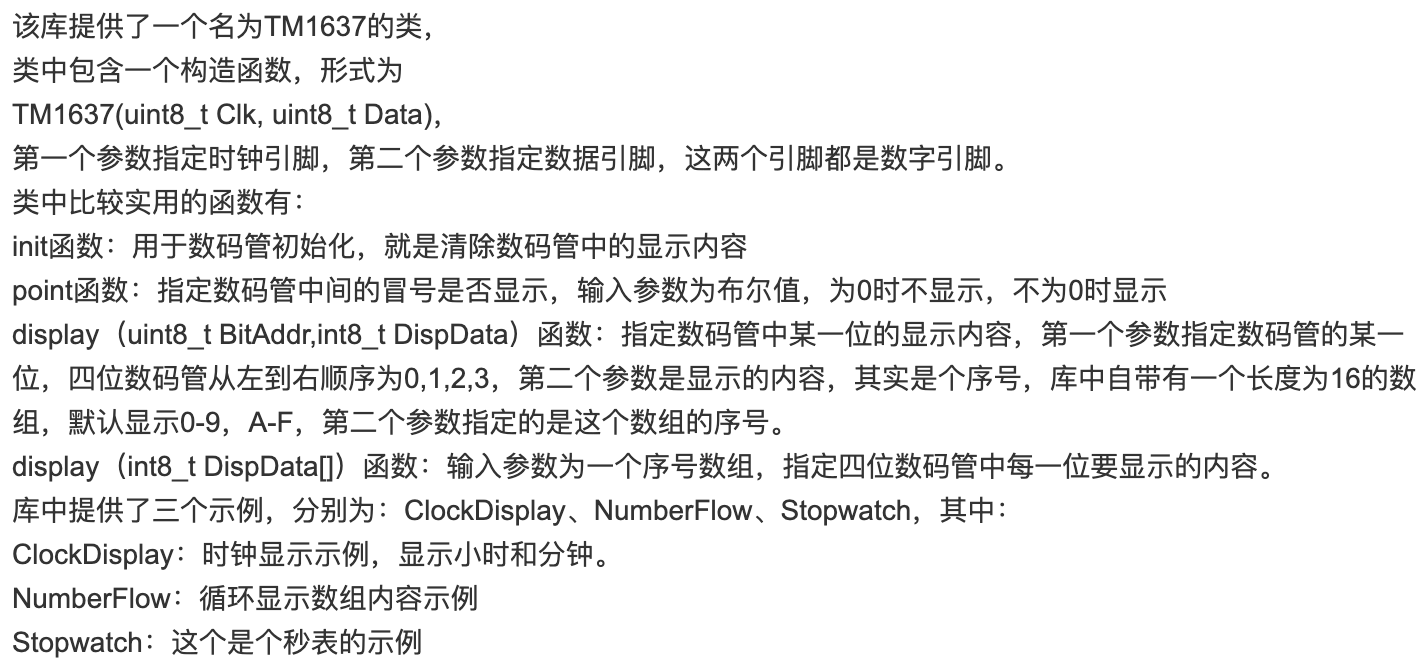 该库提供了一个名为TM1637的类，
类中包含一个构造函数，形式为
TM1637(uint8_t Clk, uint8_t Data)，
第一个参数指定时钟引脚，第二个参数指定数据引脚，这两个引脚都是数字引脚。
类中比较实用的函数有：
init函数：用于数码管初始化，就是清除数码管中的显示内容
point函数：指定数码管中间的冒号是否显示，输入参数为布尔值，为0时不显示，不为0时显示
display（uint8_t BitAddr,int8_t DispData）函数：指定数码管中某一位的显示内容，第一个参数指定数码管的某一
位，四位数码管从左到右顺序为0,1,2,3，第二个参数是显示的内容，其实是个序号，库中自带有一个长度为16的数
组，默认显示0-9，A-F，第二个参数指定的是这个数组的序号。
display（int8_t DispData[]）函数：输入参数为一个序号数组，指定四位数码管中每一位要显示的内容。
库中提供了三个示例，分别为：ClockDisplay、NumberFlow、Stopwatch，其中：
ClockDisplay：时钟显示示例，显示小时和分钟。
NumberFlow：循环显示数组内容示例
Stopwatch：这个是个秒表的示例